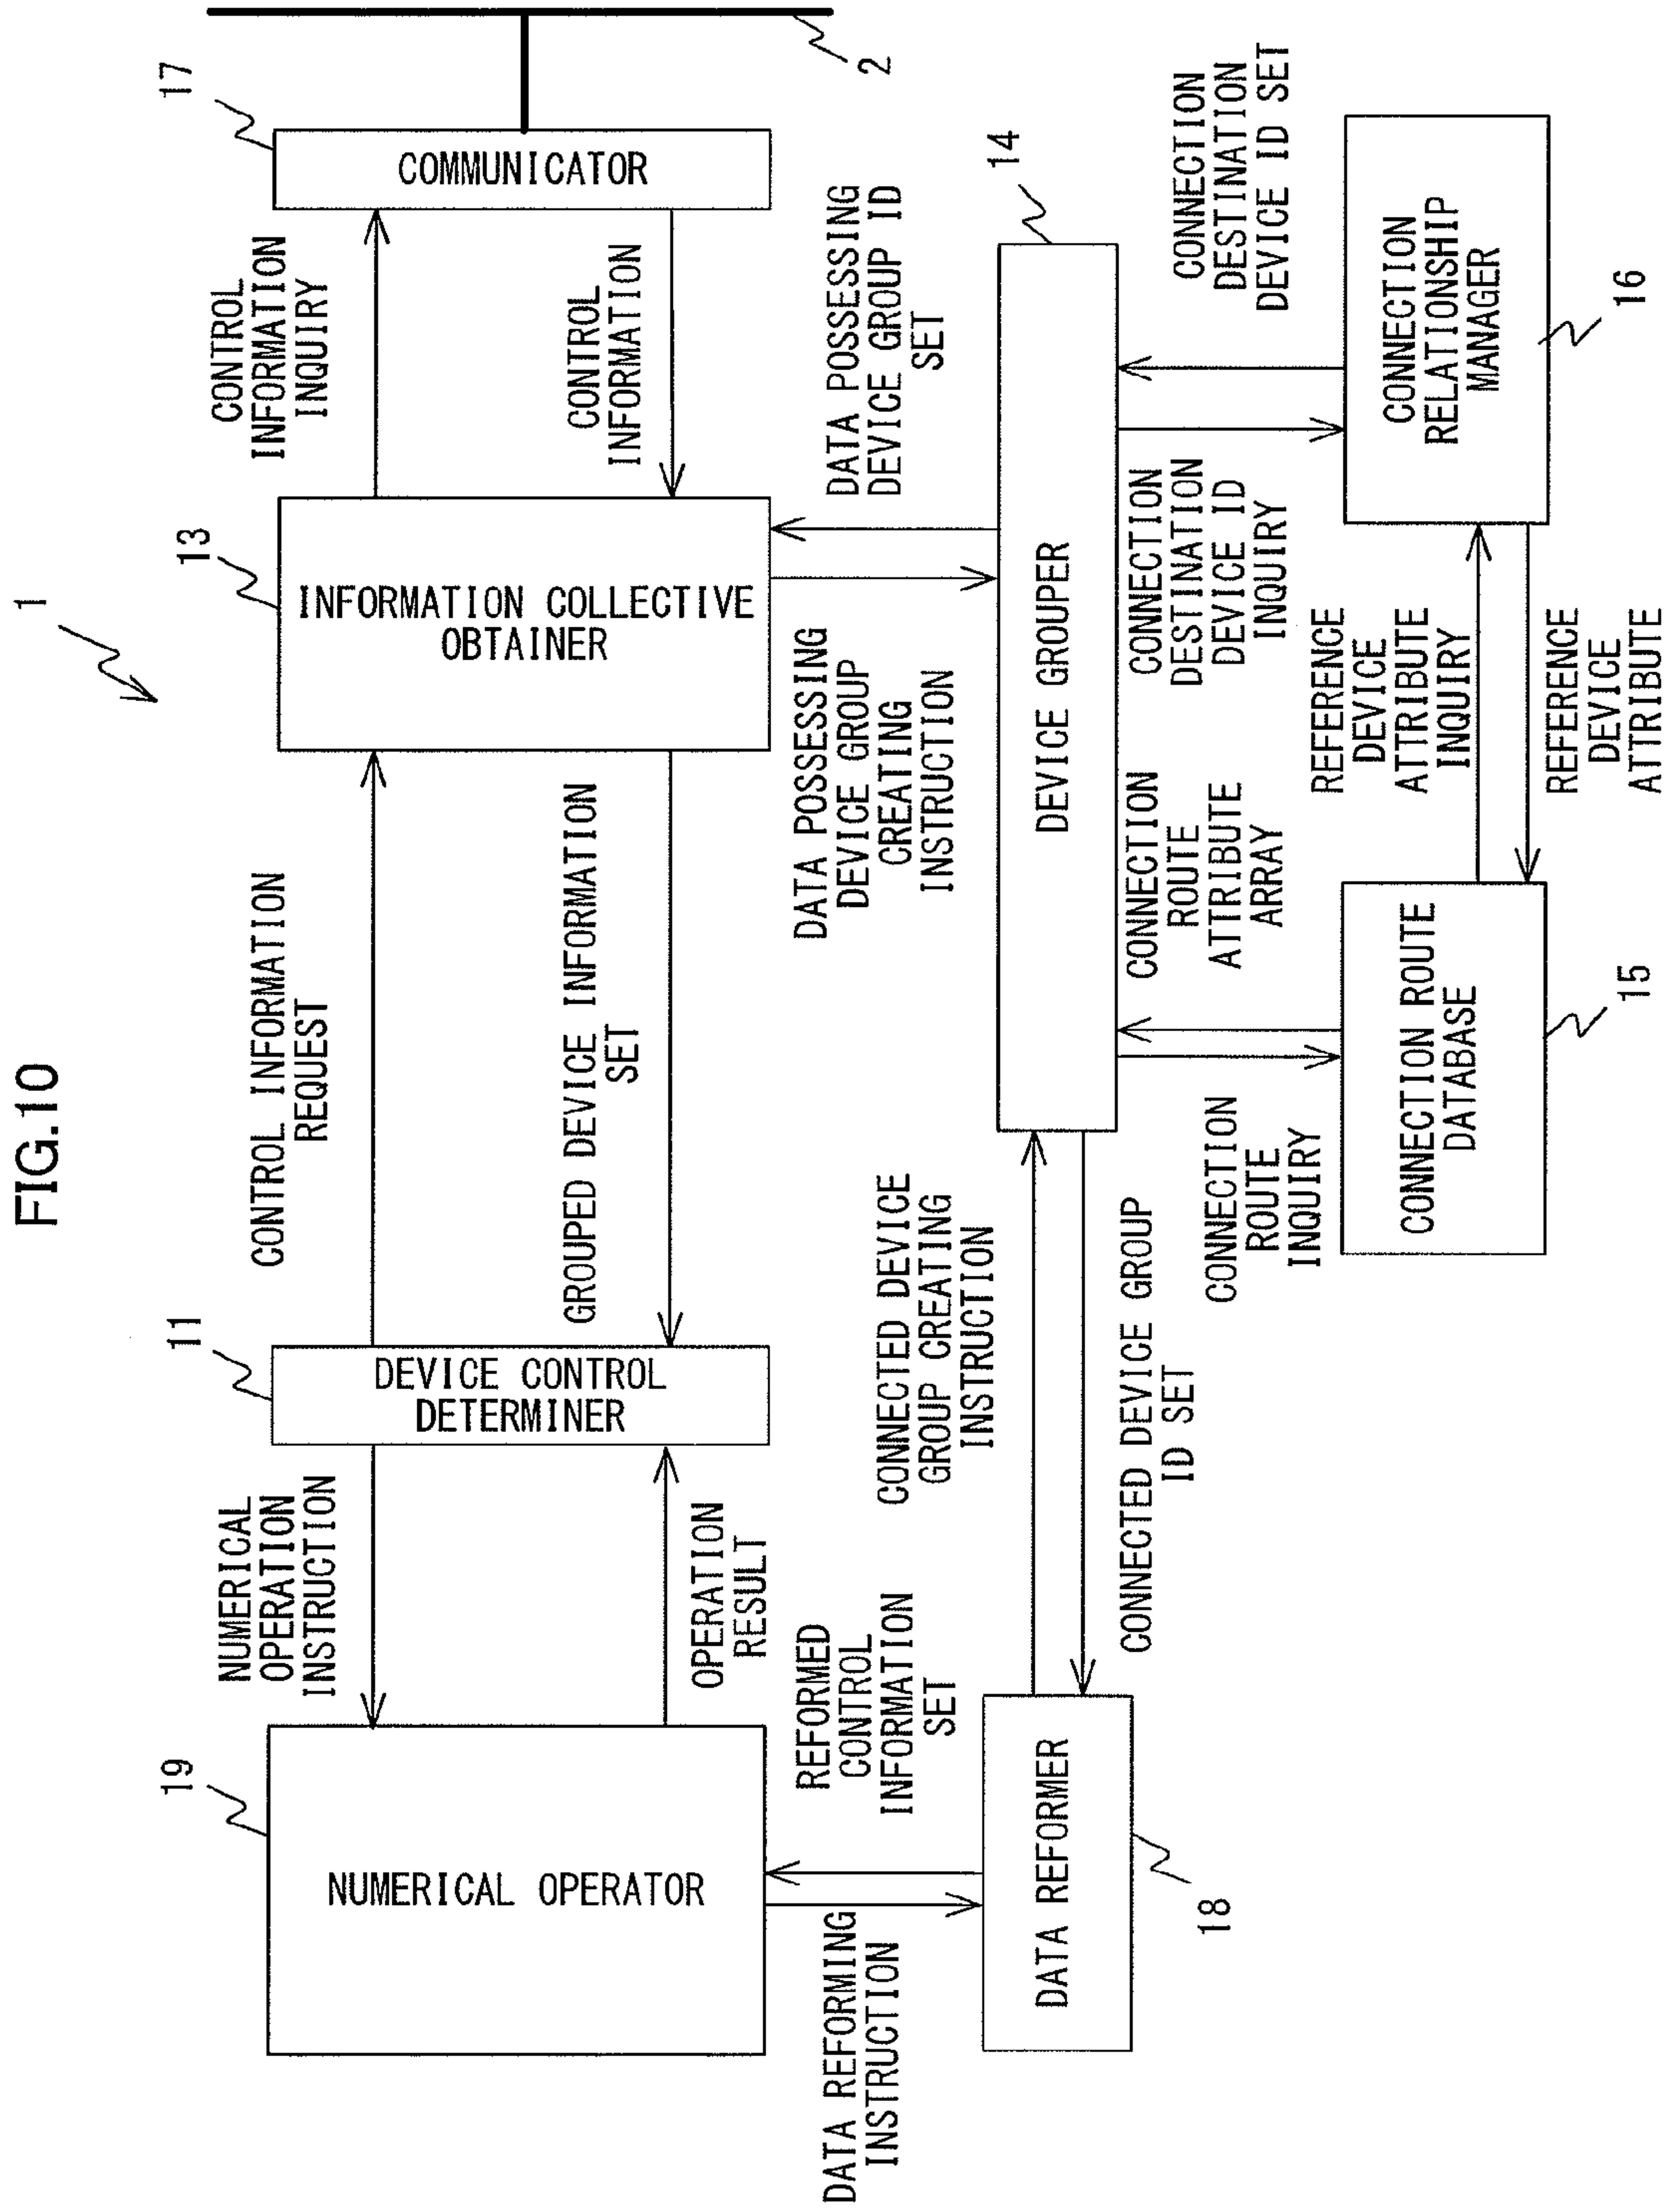 FIG.10
1
19
NUMERICAL OPERATOR
NUMERICAL
OPERATION
INSTRUCTION
OPERATION
RESULT
11
DEVICE CONTROL
DETERMINER
CONTROL INFORMATION
REQUEST
GROUPED DEVICE INFORMATION
SET
13
INFORMATION COLLECTIVE
OBTAINER
CONTROL
INFORMATION
INQUIRY
CONTROL
INFORMATION
17
COMMUNICATOR
2
DATA REFORMING
INSTRUCTION
REFORMED
CONTROL
INFORMATION
SET
DATA POSSESSING
DEVICE GROUP
CREATING
INSTRUCTION
DATA POSSESSING
DEVICE GROUP ID
SET
DATA REFORMER
18
CONNECTED DEVICE
GROUP CREATING
INSTRUCTION
CONNECTED DEVICE GROUP
ID SET
DEVICE GROUPER
14
CONNECTION
ROUTE
INQUIRY
CONNECTION
ROUTE
ATTRIBUTE
ARRAY
CONNECTION
DESTINATION
DEVICE ID
INQUIRY
CONNECTION
DESTINATION
DEVICE ID SET
CONNECTION ROUTE
DATABASE
15
REFERENCE
DEVICE
ATTRIBUTE
INQUIRY
REFERENCE
DEVICE
ATTRIBUTE
CONNECTION
RELATIONSHIP
MANAGER
16